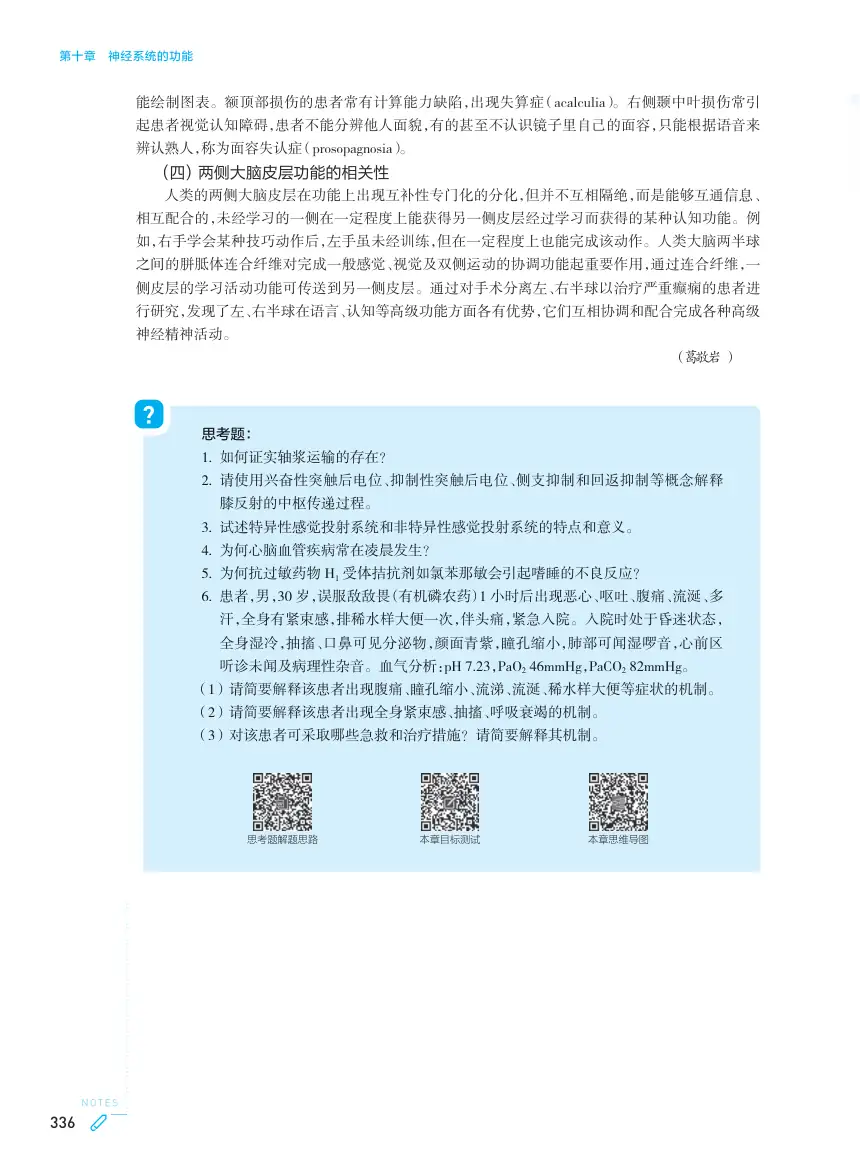 第十章 神经系统的功能
能绘制图表。额顶部损伤的患者常有计算能力缺陷,出现失算症(acalculia)。右侧颞中叶损伤常引
起患者视觉认知障碍,患者不能分辨他人面貌,有的甚至不认识镜子里自己的面容,只能根据语音来
辨认熟人,称为面容失认症(prosopagnosia)。
(四)两侧大脑皮层功能的相关性
人类的两侧大脑皮层在功能上出现互补性专门化的分化,但并不互相隔绝,而是能够互通信息、
相互配合的,未经学习的一侧在一定程度上能获得另一侧皮层经过学习而获得的某种认知功能。例
如,右手学会某种技巧动作后,左手虽未经训练,但在一定程度上也能完成该动作。人类大脑两半球
之间的胼胝体连合纤维对完成一般感觉、视觉及双侧运动的协调功能起重要作用,通过连合纤维,一
侧皮层的学习活动功能可传送到另一侧皮层。通过对手术分离左、右半球以治疗严重癫痫的患者进
行研究,发现了左、右半球在语言、认知等高级功能方面各有优势,它们互相协调和配合完成各种高级
神经精神活动。
(葛敬岩)
?
思考题:
1. 如何证实轴浆运输的存在?
2. 请使用兴奋性突触后电位、抑制性突触后电位、侧支抑制和回返抑制等概念解释
膝反射的中枢传递过程。
3. 试述特异性感觉投射系统和非特异性感觉投射系统的特点和意义。
4. 为何心脑血管疾病常在凌晨发生?
5. 为何抗过敏药物 H₁ 受体拮抗剂如氯苯那敏会引起嗜睡的不良反应?
6. 患者,男,30 岁,误服敌敌畏(有机磷农药)1 小时后出现恶心、呕吐、腹痛、流涎、多
汗,全身有紧束感,排稀水样大便一次,伴头痛,紧急入院。入院时处于昏迷状态,
全身湿冷,抽搐、口鼻可见分泌物,颜面青紫,瞳孔缩小,肺部可闻湿啰音,心前区
听诊未闻及病理性杂音。血气分析:pH 7.23,PaO₂ 46mmHg,PaCO₂ 82mmHg。
(1)请简要解释该患者出现腹痛、瞳孔缩小、流涕、流涎、稀水样大便等症状的机制。
(2)请简要解释该患者出现全身紧束感、抽搐、呼吸衰竭的机制。
(3)对该患者可采取哪些急救和治疗措施?请简要解释其机制。
思考题解题思路 本章目标测试 本章思维导图
NOTES
336